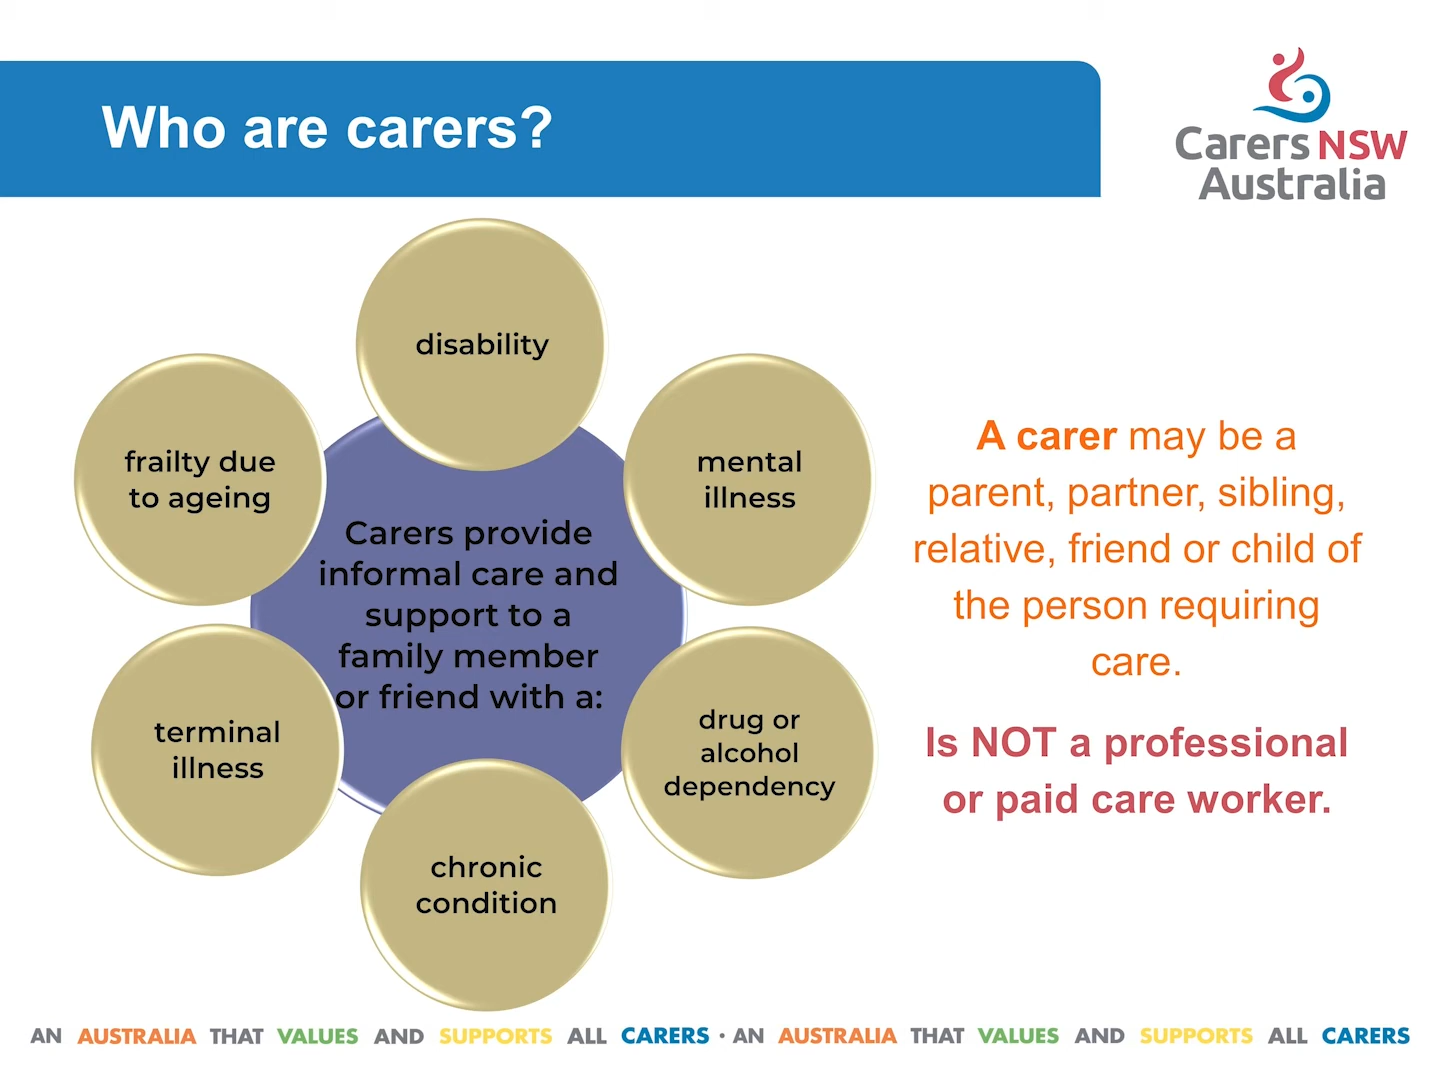 Who are carers?
Carers NSW
Australia
disability
mental
illness
drug or
alcohol
dependency
chronic
condition
terminal
illness
frailty due
to ageing
Carers provide
informal care and
support to a
family member
or friend with a:
A carer may be a
parent, partner, sibling,
relative, friend or child of
the person requiring
care.
Is NOT a professional
or paid care worker.
AN AUSTRALIA THAT VALUES AND SUPPORTS ALL CARERS · AN AUSTRALIA THAT VALUES AND SUPPORTS ALL CARERS